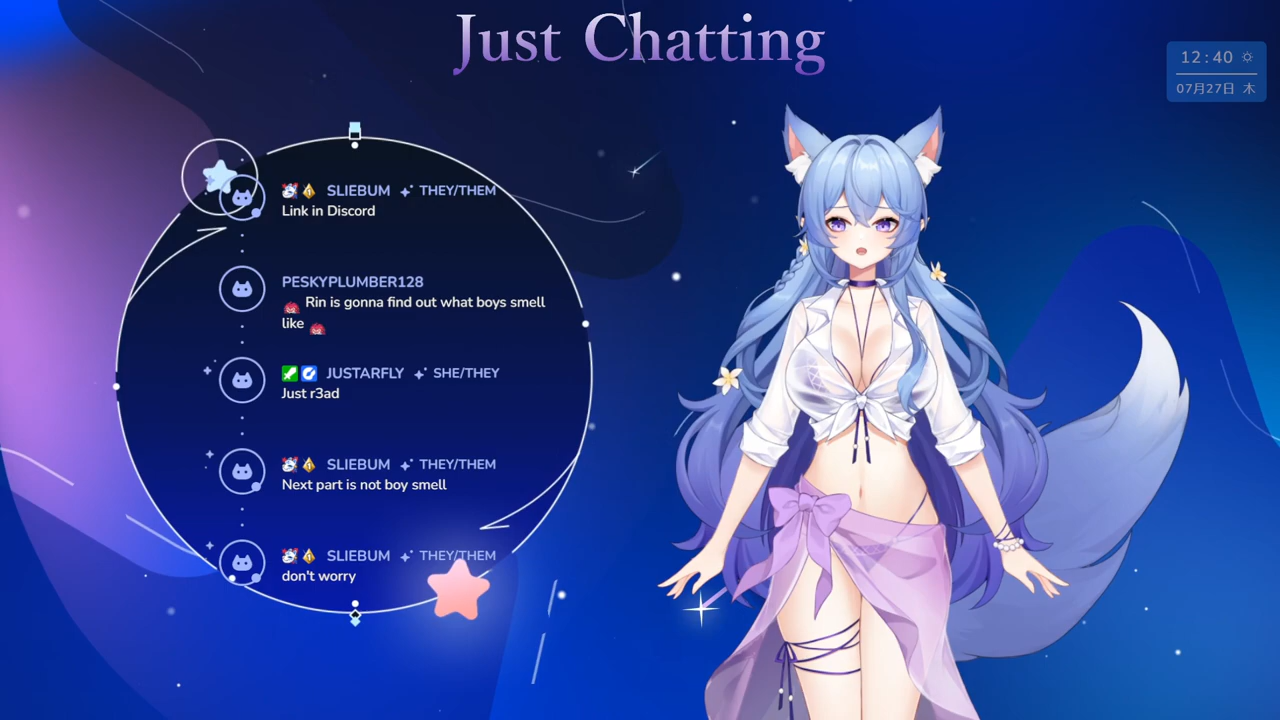 Just Chatting
12:40
07月27日 木
SLIEBUM THEY/THEM
Link in Discord
PESKYPLUMBER128
Rin is gonna find out what boys smell
like
JUSTARFLY SHE/THEY
Just r3ad
SLIEBUM THEY/THEM
Next part is not boy smell
SLIEBUM THEY/THEM
don't worry